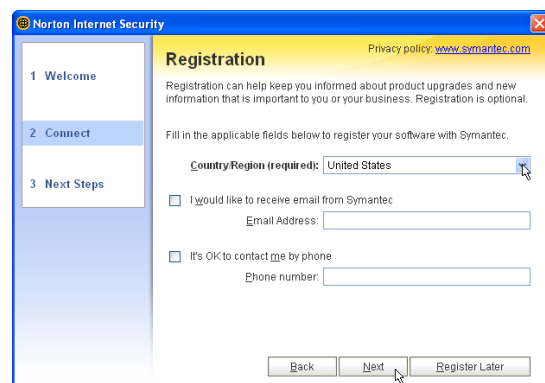 Norton Internet Security
Privacy policy: www.symantec.com
Registration
1 Welcome
Registration can help keep you informed about product upgrades and new
information that is important to you or your business. Registration is optional.
2 Connect
Fill in the applicable fields below to register your software with Symantec.
Country/Region (required): United States
3 Next Steps
I would like to receive email from Symantec
Email Address:
It's OK to contact me by phone
Phone number:
Back Next Register Later